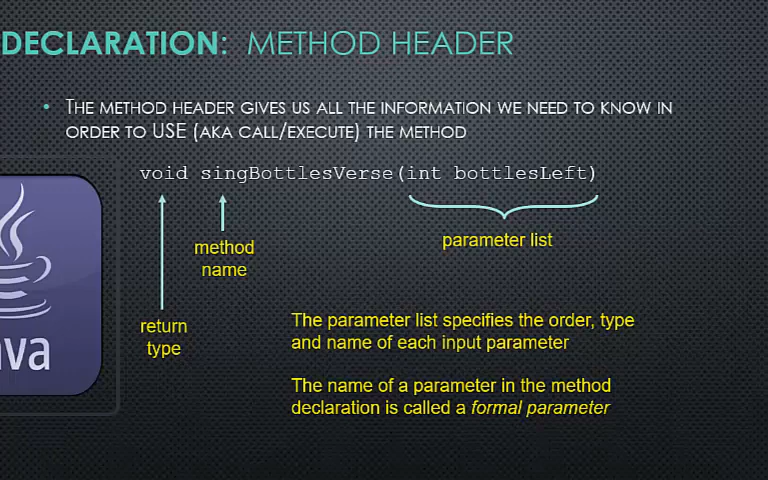 DECLARATION: METHOD HEADER
• THE METHOD HEADER GIVES US ALL THE INFORMATION WE NEED TO KNOW IN
ORDER TO USE (AKA CALL/EXECUTE) THE METHOD
void singBottlesVerse(int bottlesLeft)
method
name
parameter list
return
type
The parameter list specifies the order, type
and name of each input parameter
The name of a parameter in the method
declaration is called a formal parameter
ava